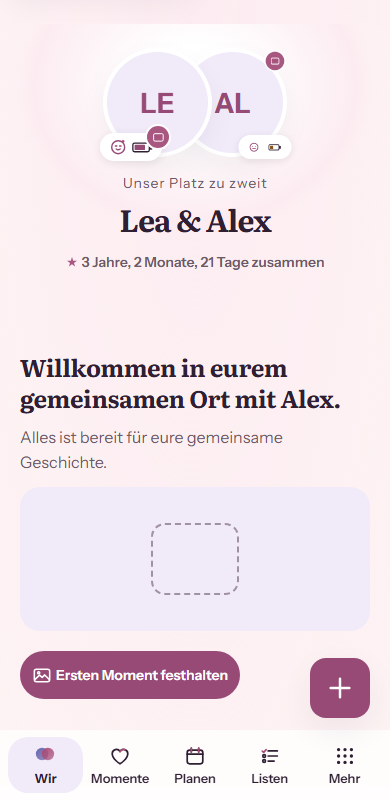 LE AL
Unser Platz zu zweit
Lea & Alex
★ 3 Jahre, 2 Monate, 21 Tage zusammen
Willkommen in eurem
gemeinsamen Ort mit Alex.
Alles ist bereit für eure gemeinsame
Geschichte.
Ersten Moment festhalten
Wir Momente Planen Listen Mehr